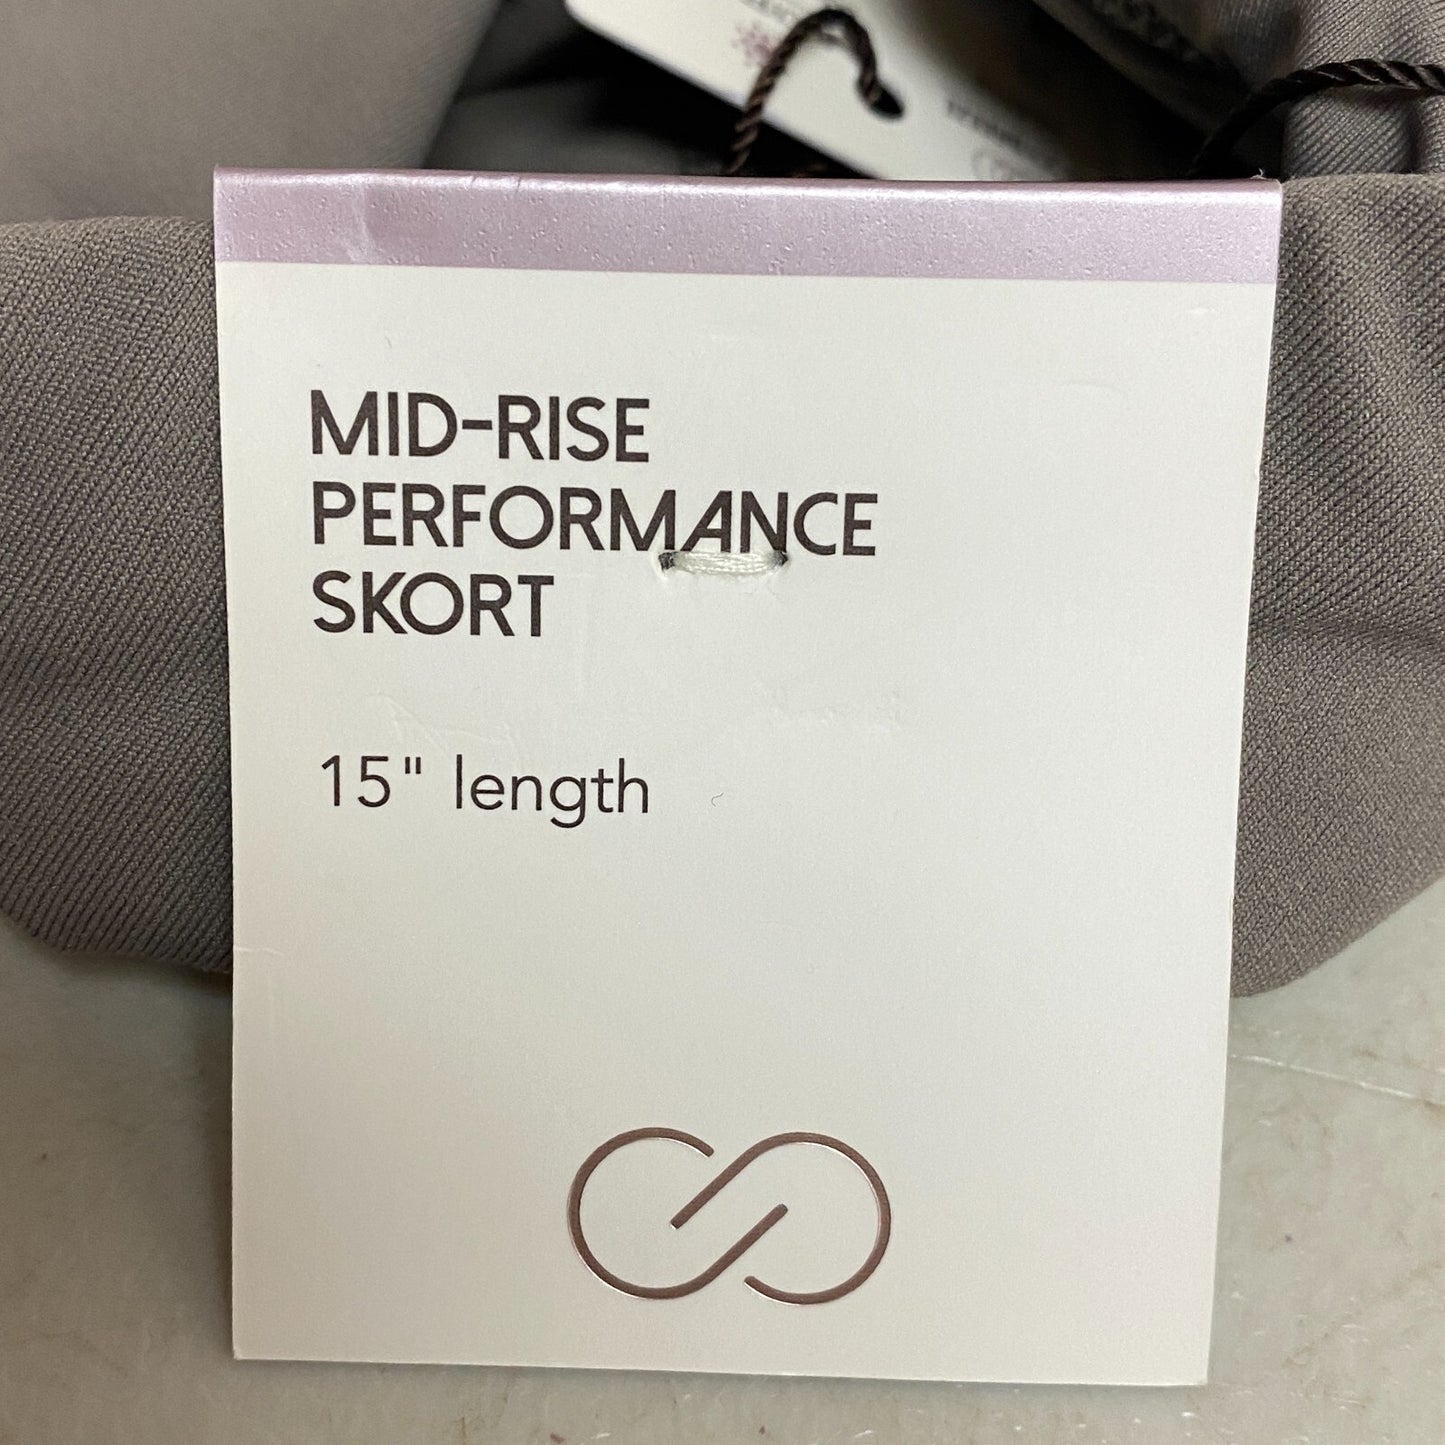 MID-RISE
PERFORMANCE
SKORT
15" length